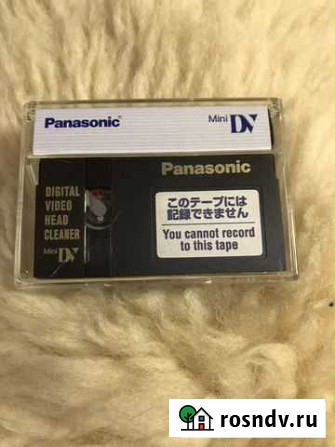 Panasonic
Mini DV
Panasonic
DIGITAL
VIDEO
HEAD
CLEANER
Mini DV
このテープには
記録できません
You cannot record
to this tape
rosndv.ru